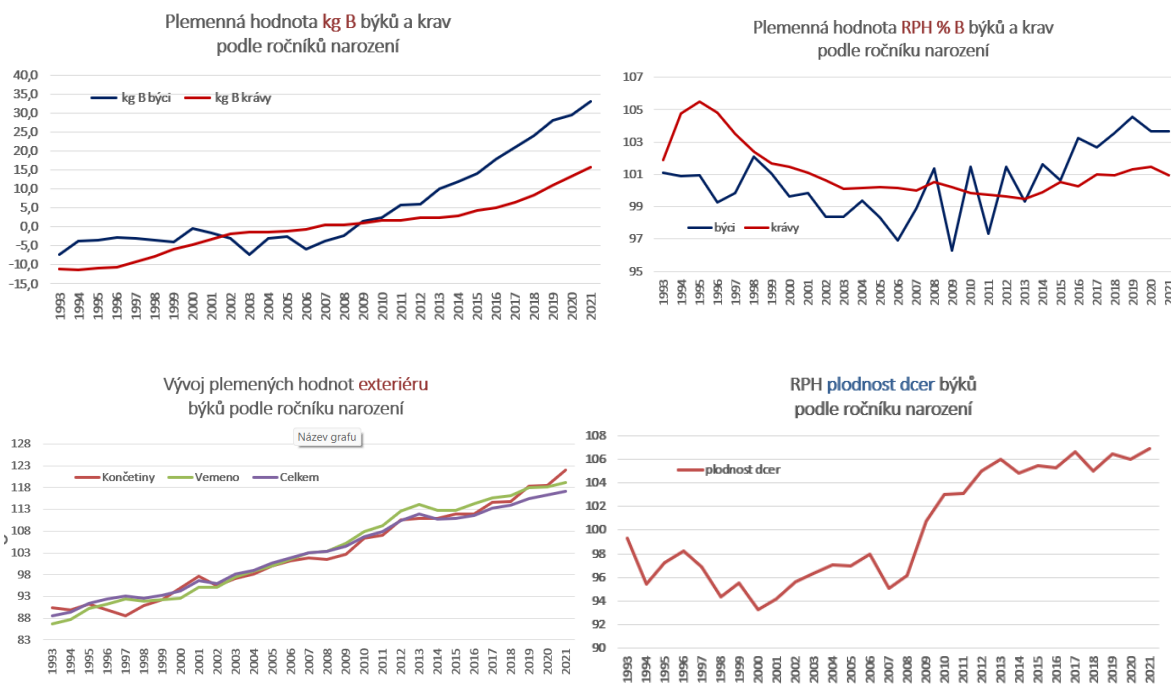 Plemenná hodnota kg B býků a krav
podle ročníků narození
40,0
35,0
30,0
25,0
20,0
15,0
10,0
5,0
0,0
-5,0
-10,0
-15,0
kg B býci
kg B krávy
1993 1994 1995 1996 1997 1998 1999 2000 2001 2002 2003 2004 2005 2006 2007 2008 2009 2010 2011 2012 2013 2014 2015 2016 2017 2018 2019 2020 2021
Plemenná hodnota RPH % B býků a krav
podle ročníku narození
107
105
103
101
99
97
95
býci
krávy
1993 1994 1995 1996 1997 1998 1999 2000 2001 2002 2003 2004 2005 2006 2007 2008 2009 2010 2011 2012 2013 2014 2015 2016 2017 2018 2019 2020 2021
Vývoj plemených hodnot exteriéru
býků podle ročníku narození
Název grafu
128
123
118
113
108
103
98
93
88
83
Končetiny
Vemeno
Celkem
1993 1994 1995 1996 1997 1998 1999 2000 2001 2002 2003 2004 2005 2006 2007 2008 2009 2010 2011 2012 2013 2014 2015 2016 2017 2018 2019 2020 2021
RPH plodnost dcer býků
podle ročníku narození
108
106
104
102
100
98
96
94
92
90
plodnost dcer
1993 1994 1995 1996 1997 1998 1999 2000 2001 2002 2003 2004 2005 2006 2007 2008 2009 2010 2011 2012 2013 2014 2015 2016 2017 2018 2019 2020 2021